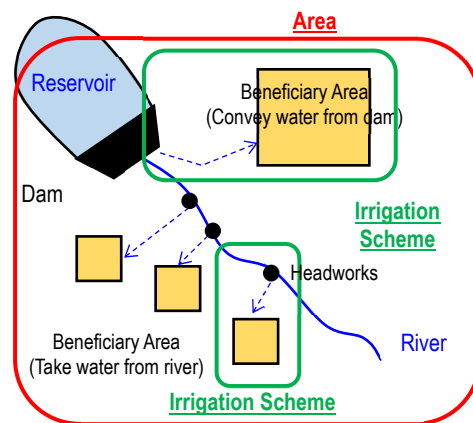 Area
Reservoir
Beneficiary Area
(Convey water from dam)
Dam
Irrigation
Scheme
Headworks
Beneficiary Area
(Take water from river)
River
Irrigation Scheme